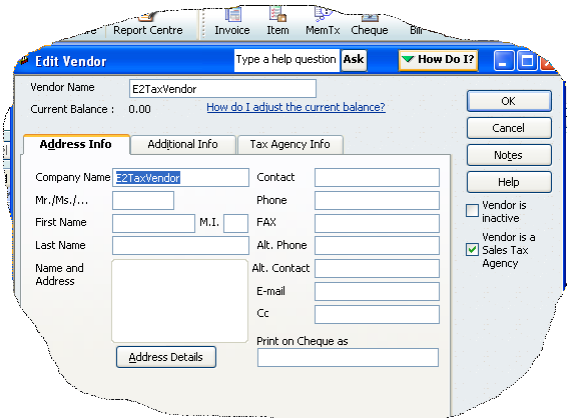 Report Centre Invoice Item MemTx Cheque Bill
Edit Vendor Type a help question Ask How Do I?
Vendor Name E2TaxVendor
Current Balance : 0.00 How do I adjust the current balance?
OK
Cancel
Notes
Help
Vendor is inactive
Vendor is a Sales Tax Agency
Address Info Additional Info Tax Agency Info
Company Name E2TaxVendor Contact
Mr./Ms./... Phone
First Name M.I. FAX
Last Name Alt. Phone
Name and Address Alt. Contact
E-mail
Cc
Address Details Print on Cheque as